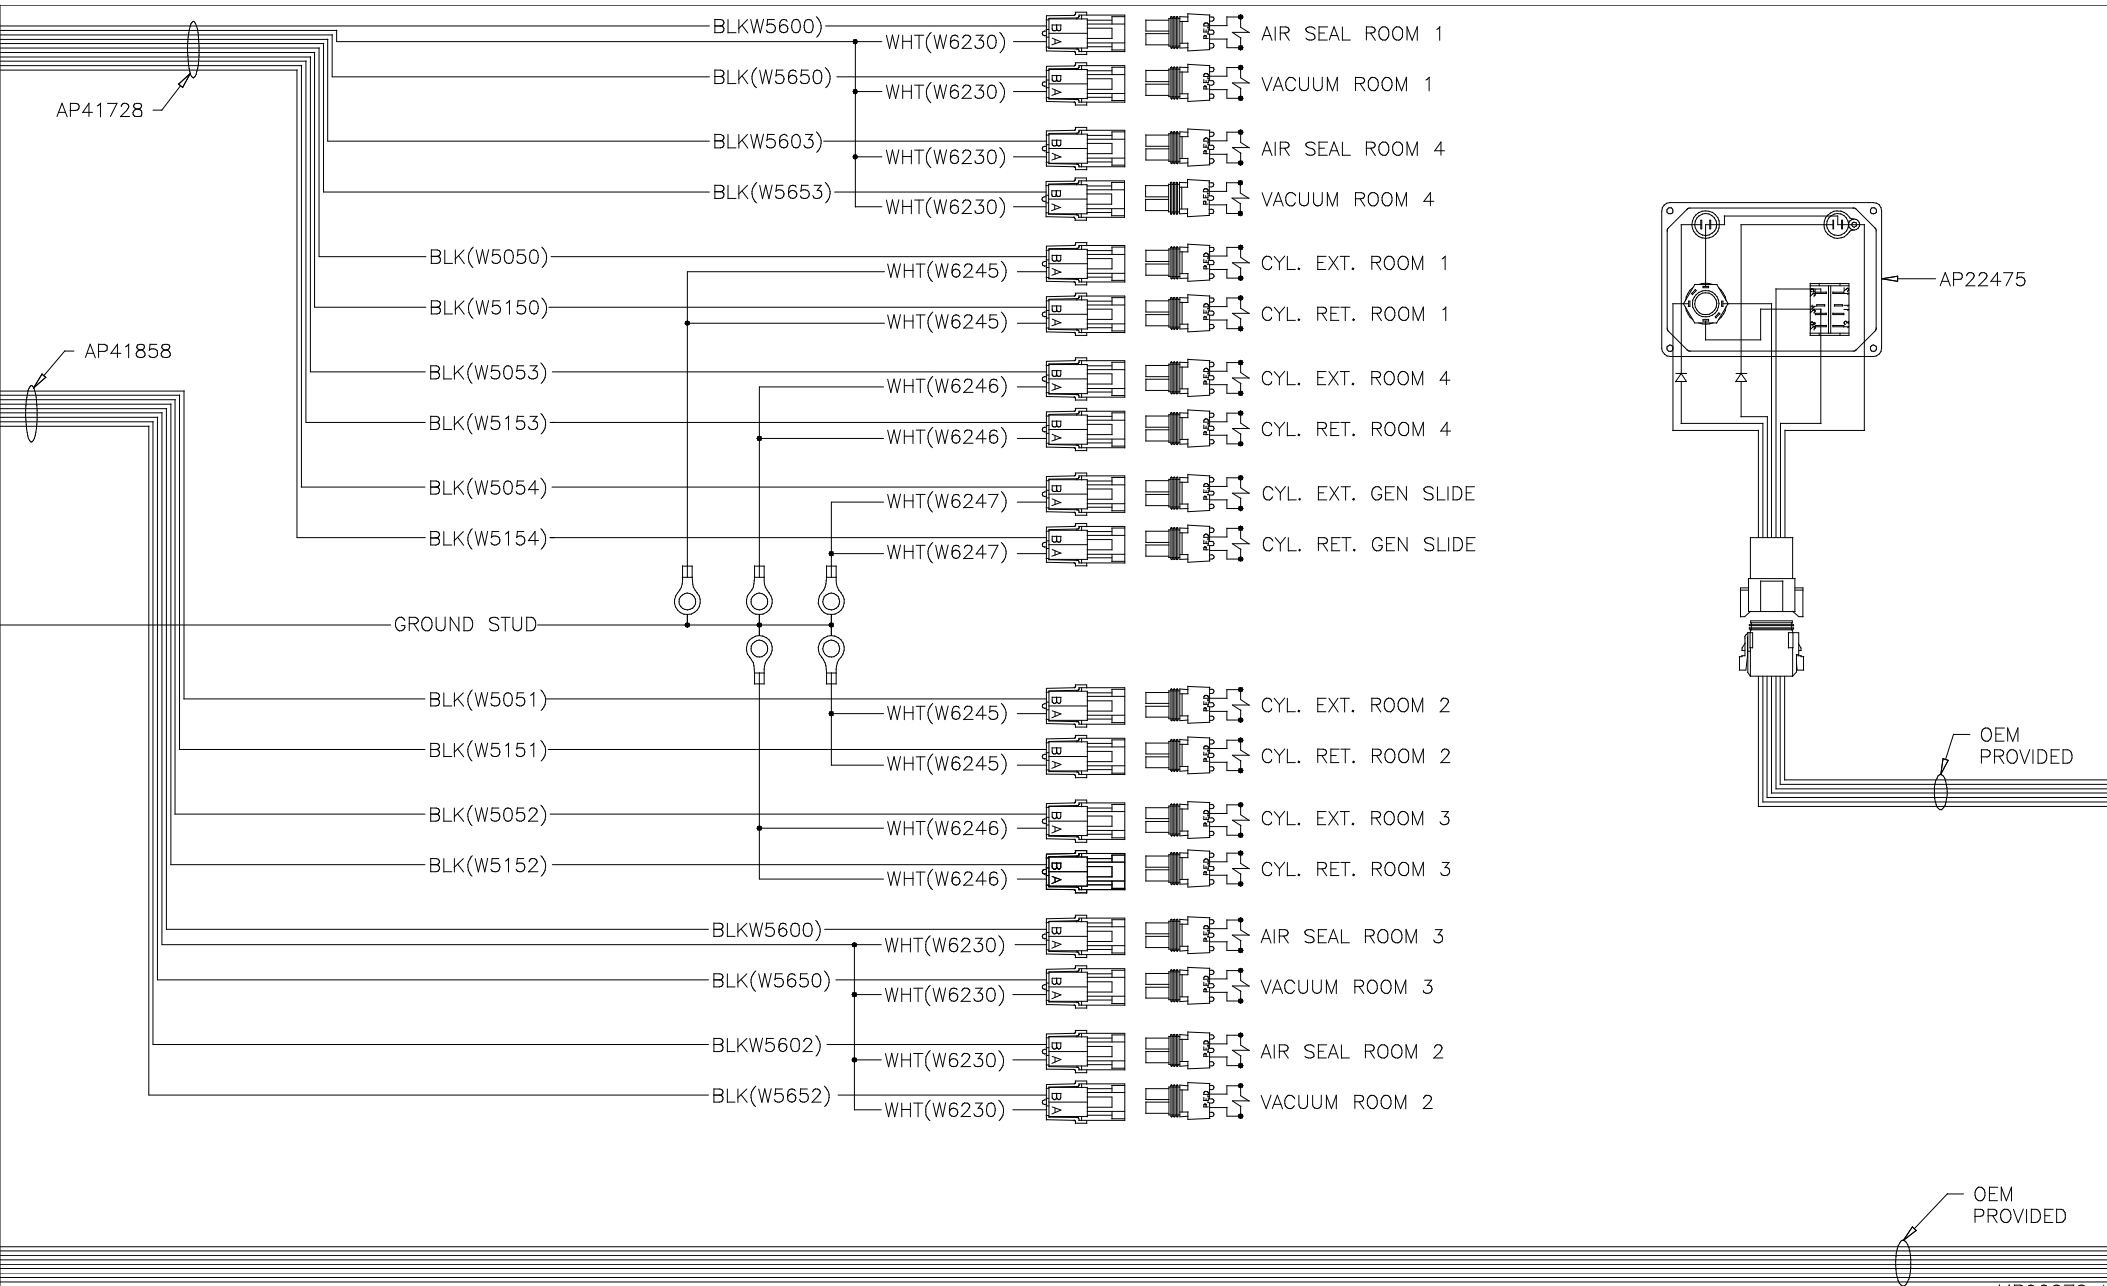 BLKW5600)
WHT(W6230)
B
A
AIR SEAL ROOM 1
BLK(W5650)
WHT(W6230)
B
A
VACUUM ROOM 1
AP41728
BLKW5603)
WHT(W6230)
B
A
AIR SEAL ROOM 4
BLK(W5653)
WHT(W6230)
B
A
VACUUM ROOM 4
BLK(W5050)
WHT(W6245)
B
A
CYL. EXT. ROOM 1
AP22475
BLK(W5150)
WHT(W6245)
B
A
CYL. RET. ROOM 1
AP41858
BLK(W5053)
WHT(W6246)
B
A
CYL. EXT. ROOM 4
BLK(W5153)
WHT(W6246)
B
A
CYL. RET. ROOM 4
BLK(W5054)
WHT(W6247)
B
A
CYL. EXT. GEN SLIDE
BLK(W5154)
WHT(W6247)
B
A
CYL. RET. GEN SLIDE
GROUND STUD
BLK(W5051)
WHT(W6245)
B
A
CYL. EXT. ROOM 2
BLK(W5151)
WHT(W6245)
B
A
CYL. RET. ROOM 2
OEM
PROVIDED
BLK(W5052)
WHT(W6246)
B
A
CYL. EXT. ROOM 3
BLK(W5152)
WHT(W6246)
B
A
CYL. RET. ROOM 3
BLKW5600)
WHT(W6230)
B
A
AIR SEAL ROOM 3
BLK(W5650)
WHT(W6230)
B
A
VACUUM ROOM 3
BLKW5602)
WHT(W6230)
B
A
AIR SEAL ROOM 2
BLK(W5652)
WHT(W6230)
B
A
VACUUM ROOM 2
OEM
PROVIDED